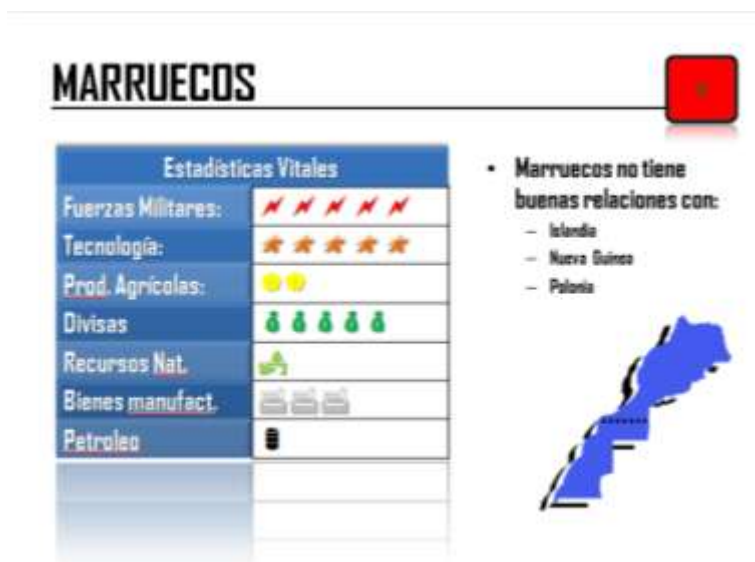 MARRUECOS
Estadísticas Vitales
Fuerzas Militares:
Tecnología:
Prod. Agrícolas:
Divisas
Recursos Nat.
Bienes manufact.
Petroleo
• Marruecos no tiene
buenas relaciones con:
– Islandia
– Nueva Guinea
– Polonia